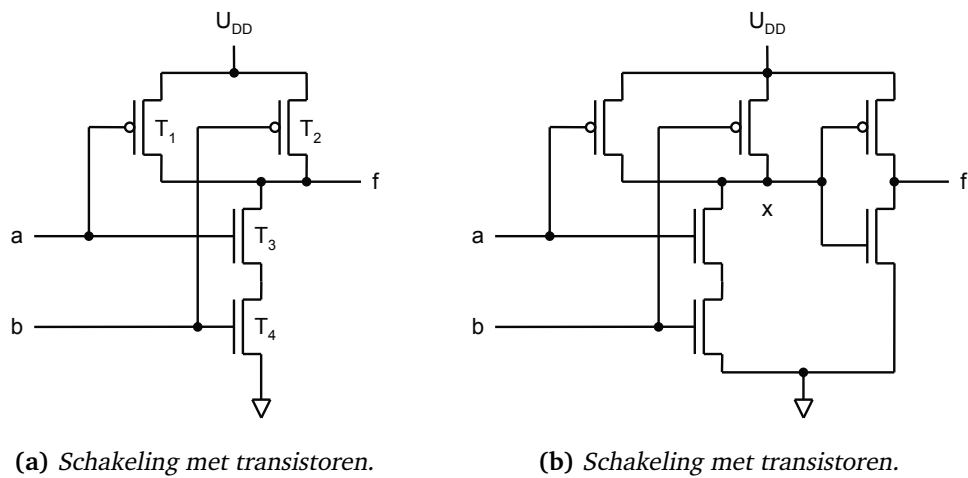 U_DD
T_1
T_2
f
a
T_3
b
T_4
(a) Schakeling met transistoren.
U_DD
f
x
a
b
(b) Schakeling met transistoren.